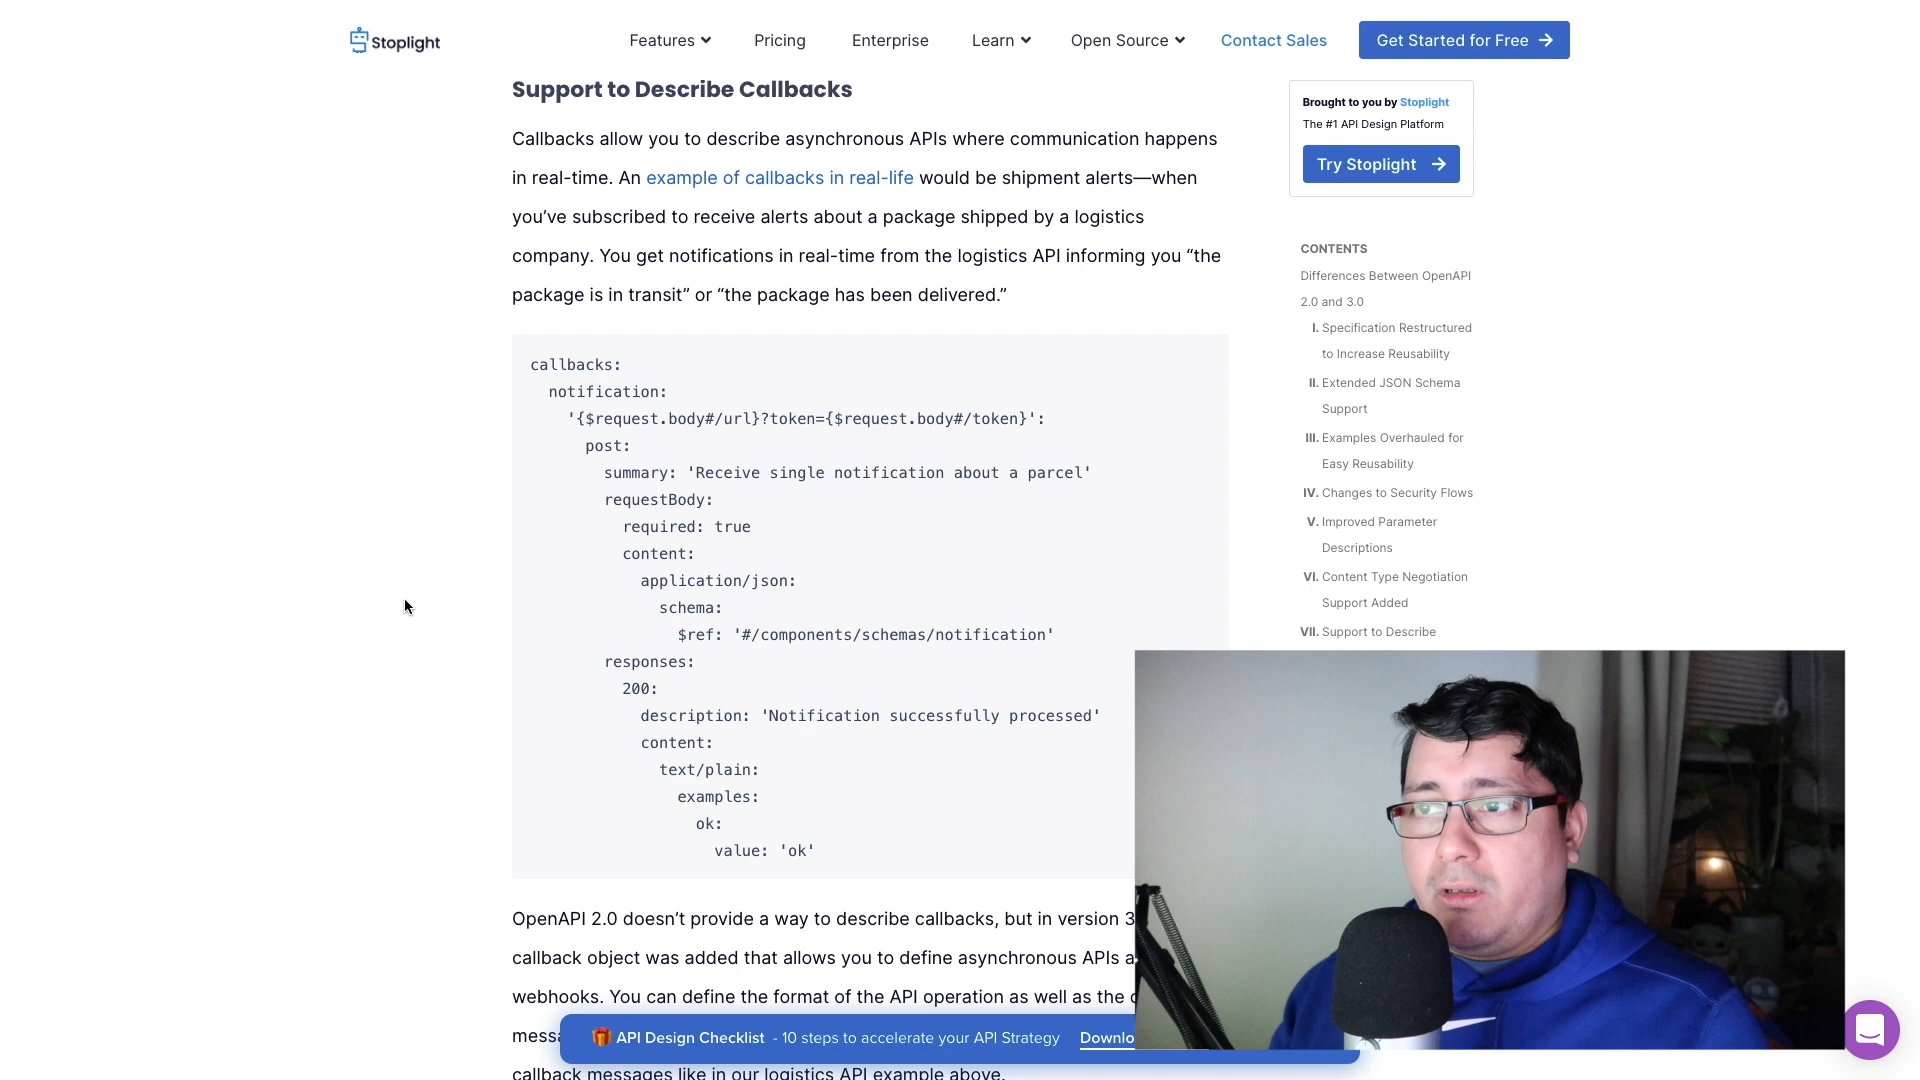 Stoplight
Features
Pricing
Enterprise
Learn
Open Source
Contact Sales
Get Started for Free
Support to Describe Callbacks
Callbacks allow you to describe asynchronous APIs where communication happens
in real-time. An example of callbacks in real-life would be shipment alerts—when
you’ve subscribed to receive alerts about a package shipped by a logistics
company. You get notifications in real-time from the logistics API informing you “the
package is in transit” or “the package has been delivered.”
callbacks:
notification:
'{$request.body#/url}?token={$request.body#/token}':
post:
summary: 'Receive single notification about a parcel'
requestBody:
required: true
content:
application/json:
schema:
$ref: '#/components/schemas/notification'
responses:
200:
description: 'Notification successfully processed'
content:
text/plain:
examples:
ok:
value: 'ok'
OpenAPI 2.0 doesn’t provide a way to describe callbacks, but in version 3
callback object was added that allows you to define asynchronous APIs
webhooks. You can define the format of the API operation as well as the
callback messages like in our logistics API example above.
API Design Checklist - 10 steps to accelerate your API Strategy
Brought to you by Stoplight
The #1 API Design Platform
Try Stoplight
CONTENTS
Differences Between OpenAPI
2.0 and 3.0
I. Specification Restructured
to Increase Reusability
II. Extended JSON Schema
Support
III. Examples Overhauled for
Easy Reusability
IV. Changes to Security Flows
V. Improved Parameter
Descriptions
VI. Content Type Negotiation
Support Added
VII. Support to Describe